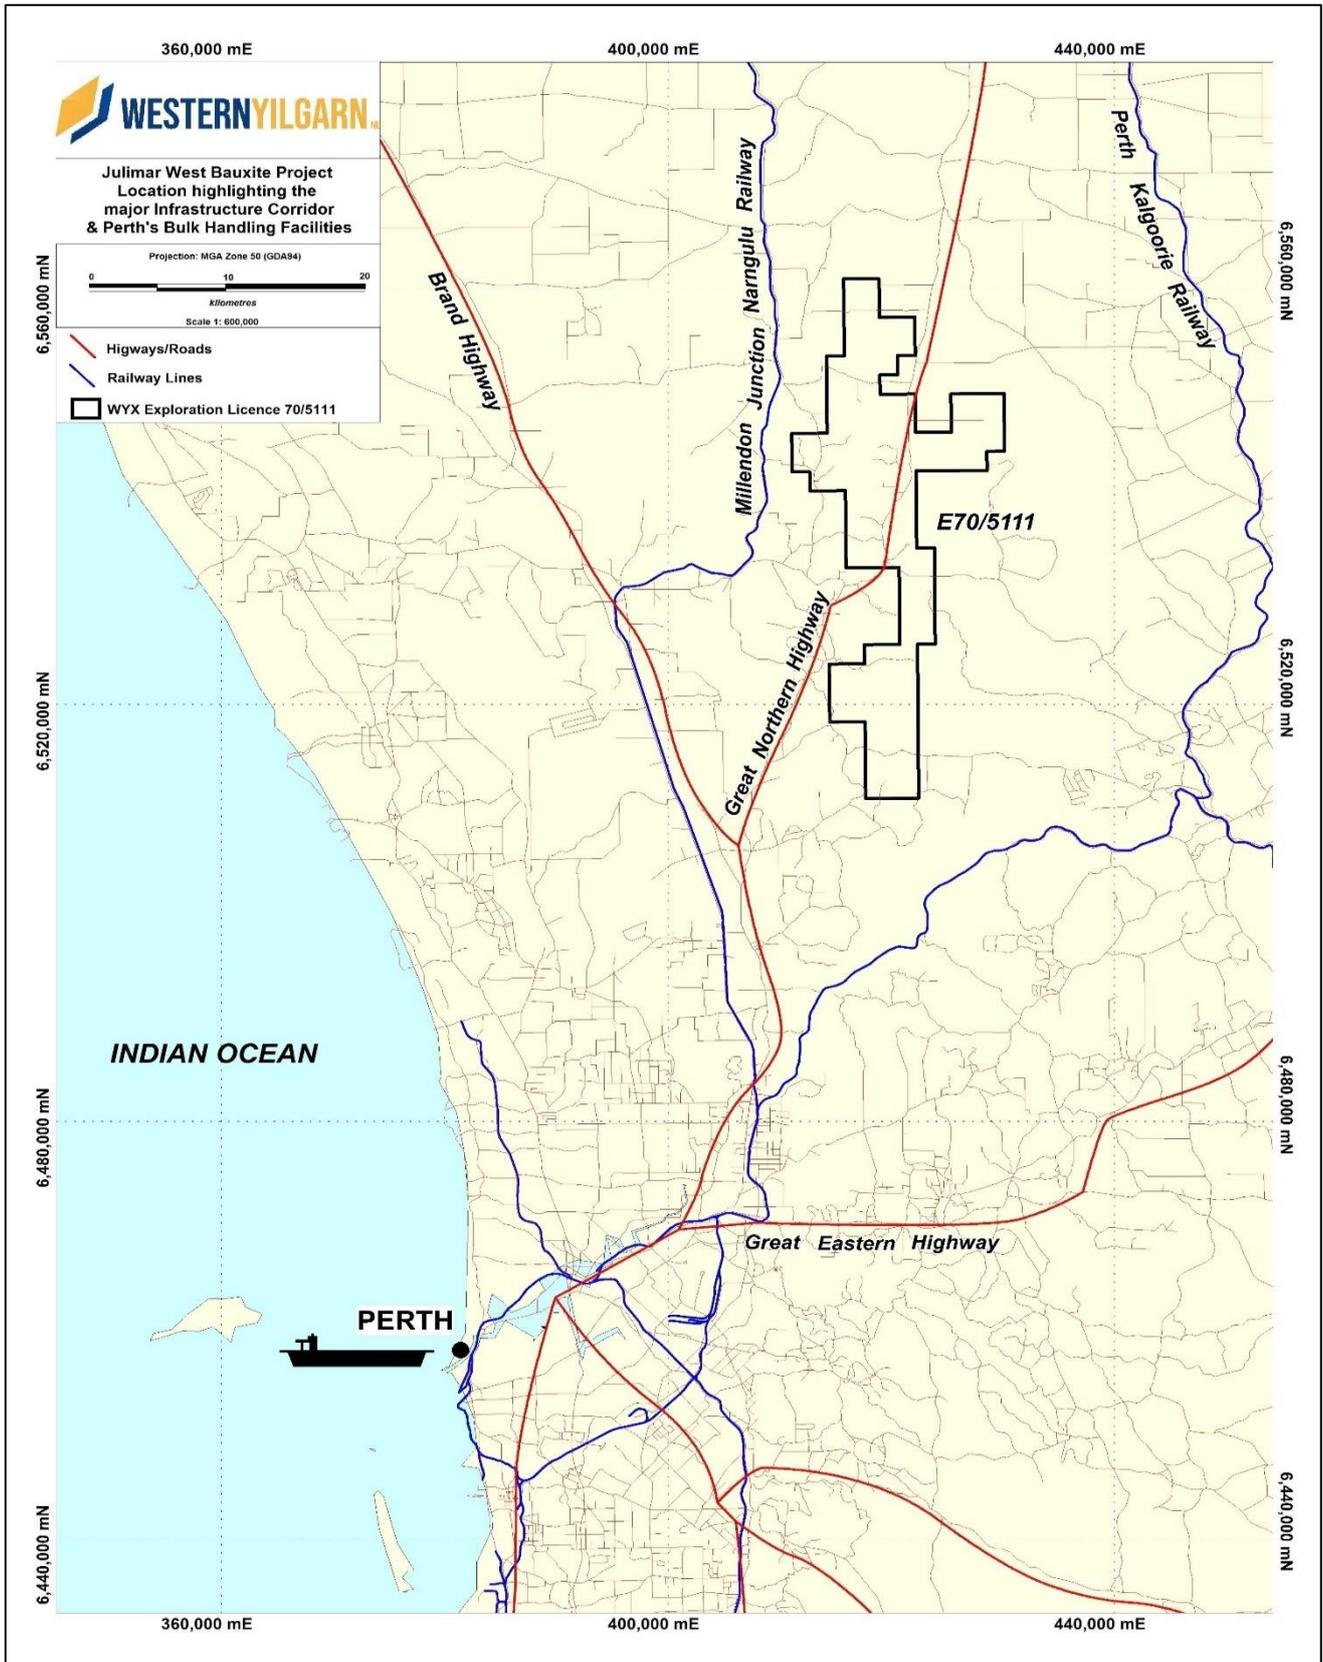 360,000 mE 400,000 mE 440,000 mE
WESTERNYILGARN NL
Julimar West Bauxite Project
Location highlighting the
major Infrastructure Corridor
& Perth's Bulk Handling Facilities
Projection: MGA Zone 50 (GDA94)
0 10 20
kilometres
Scale 1: 600,000
Higways/Roads
Railway Lines
WYX Exploration Licence 70/5111
Brand Highway
Millendon Junction Narngulu Railway
Perth Kalgoorie Railway
6,560,000 mN
6,560,000 mN
E70/5111
Great Northern Highway
6,520,000 mN
6,520,000 mN
INDIAN OCEAN
6,480,000 mN
6,480,000 mN
Great Eastern Highway
PERTH
6,440,000 mN
6,440,000 mN
360,000 mE 400,000 mE 440,000 mE